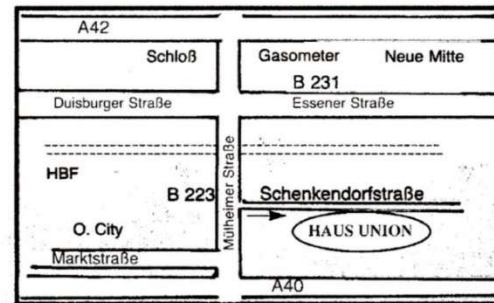 A42
Schloß
Gasometer
Neue Mitte
B 231
Duisburger Straße
Essener Straße
Mülheimer Straße
HBF
B 223
Schenkendorfstraße
O. City
HAUS UNION
Marktstraße
A40